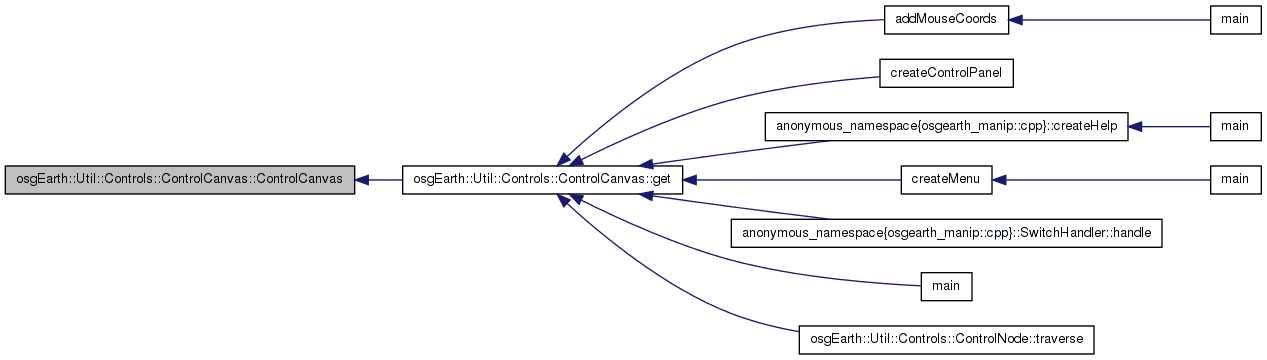 addMouseCoords
main
createControlPanel
anonymous_namespace{osgearth_manip::cpp}::createHelp
main
osgEarth::Util::Controls::ControlCanvas::ControlCanvas
osgEarth::Util::Controls::ControlCanvas::get
createMenu
main
anonymous_namespace{osgearth_manip::cpp}::SwitchHandler::handle
main
osgEarth::Util::Controls::ControlNode::traverse